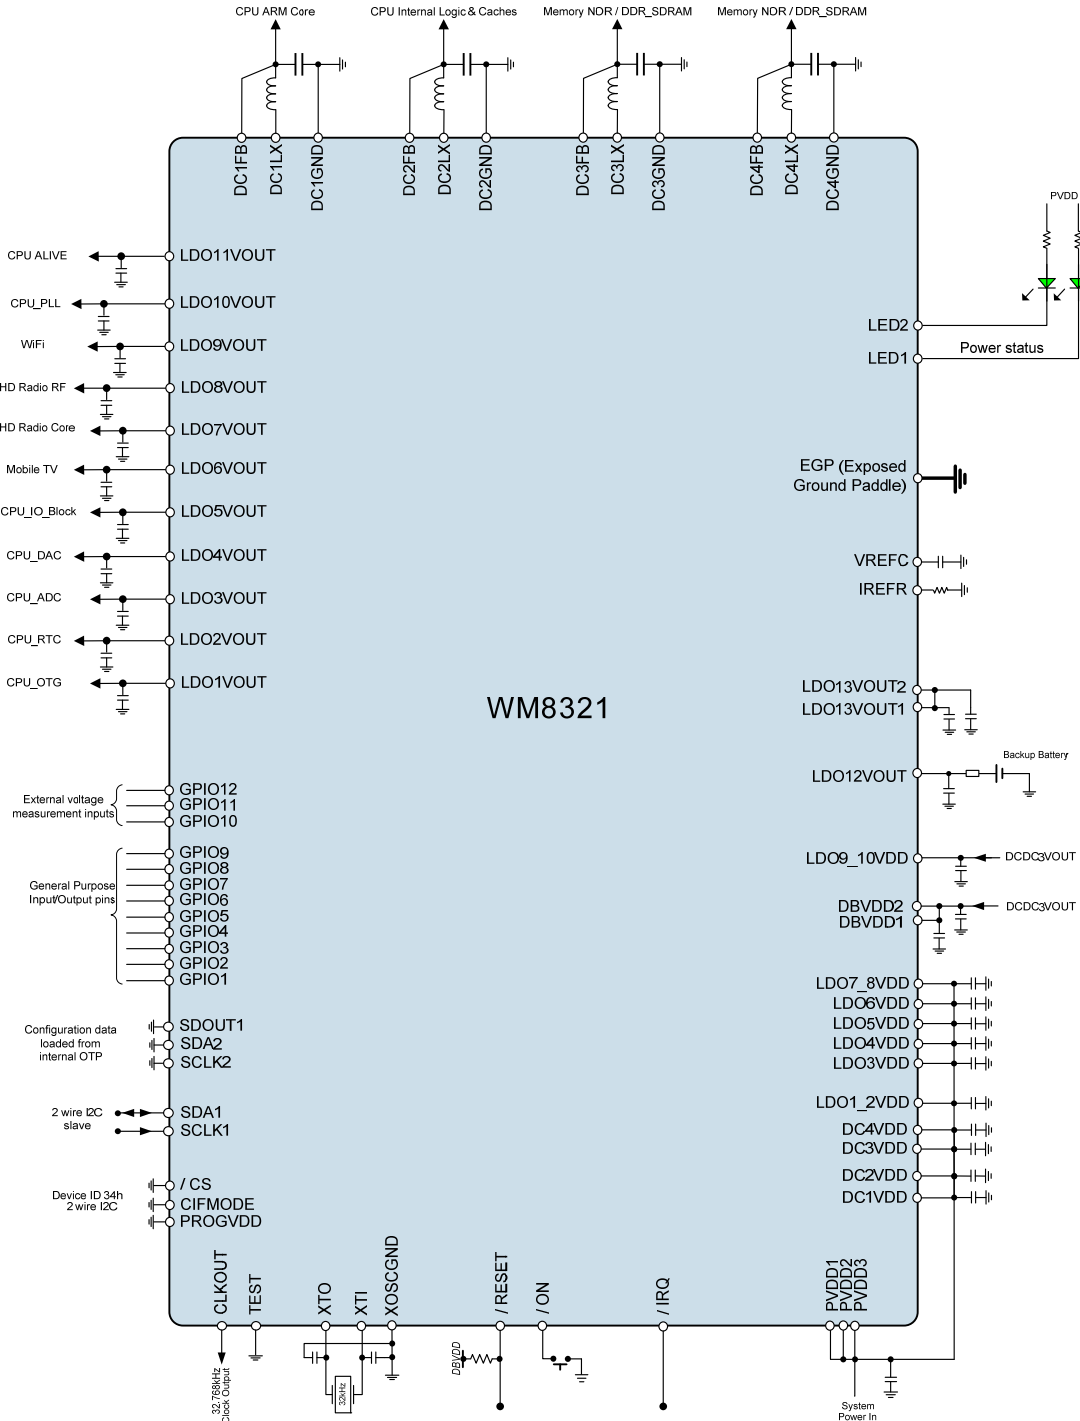 CPU ARM Core
CPU Internal Logic & Caches
Memory NOR / DDR_SDRAM
Memory NOR / DDR_SDRAM
DC1FB
DC1LX
DC1GND
DC2FB
DC2LX
DC2GND
DC3FB
DC3LX
DC3GND
DC4FB
DC4LX
DC4GND
PVDD
CPU ALIVE
LDO11VOUT
CPU_PLL
LDO10VOUT
WiFi
LDO9VOUT
HD Radio RF
LDO8VOUT
HD Radio Core
LDO7VOUT
Mobile TV
LDO6VOUT
CPU_IO_Block
LDO5VOUT
CPU_DAC
LDO4VOUT
CPU_ADC
LDO3VOUT
CPU_RTC
LDO2VOUT
CPU_OTG
LDO1VOUT
LED2
Power status
LED1
EGP (Exposed
Ground Paddle)
VREFC
IREFR
WM8321
LDO13VOUT2
LDO13VOUT1
Backup Battery
LDO12VOUT
LDO9_10VDD
DCDC3VOUT
DBVDD2
DCDC3VOUT
DBVDD1
External voltage
measurement inputs
GPIO12
GPIO11
GPIO10
General Purpose
Input/Output pins
GPIO9
GPIO8
GPIO7
GPIO6
GPIO5
GPIO4
GPIO3
GPIO2
GPIO1
Configuration data
loaded from
internal OTP
SDOUT1
SDA2
SCLK2
2 wire I2C
slave
SDA1
SCLK1
Device ID 34h
2 wire I2C
/ CS
CIFMODE
PROGVDD
LDO7_8VDD
LDO6VDD
LDO5VDD
LDO4VDD
LDO3VDD
LDO1_2VDD
DC4VDD
DC3VDD
DC2VDD
DC1VDD
CLKOUT
TEST
XTO
XTI
XOSCGND
/ RESET
/ ON
/ IRQ
PVDD1
PVDD2
PVDD3
32.768kHz
Clock Output
32kHz
DBVDD
System
Power In